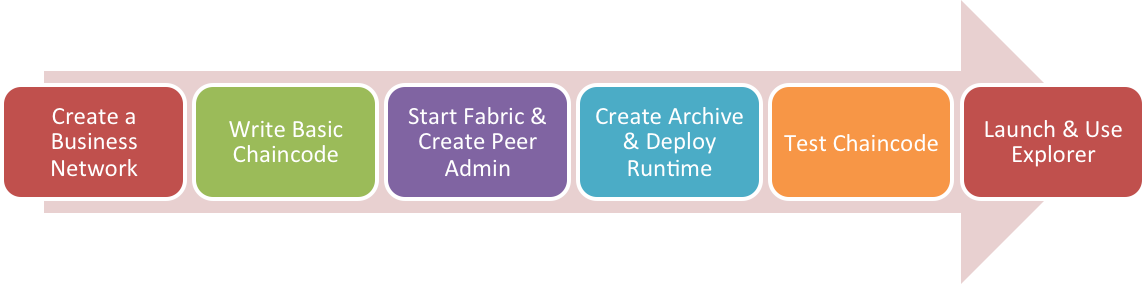 Create a
Business
Network
Write Basic
Chaincode
Start Fabric &
Create Peer
Admin
Create Archive
& Deploy
Runtime
Test Chaincode
Launch & Use
Explorer